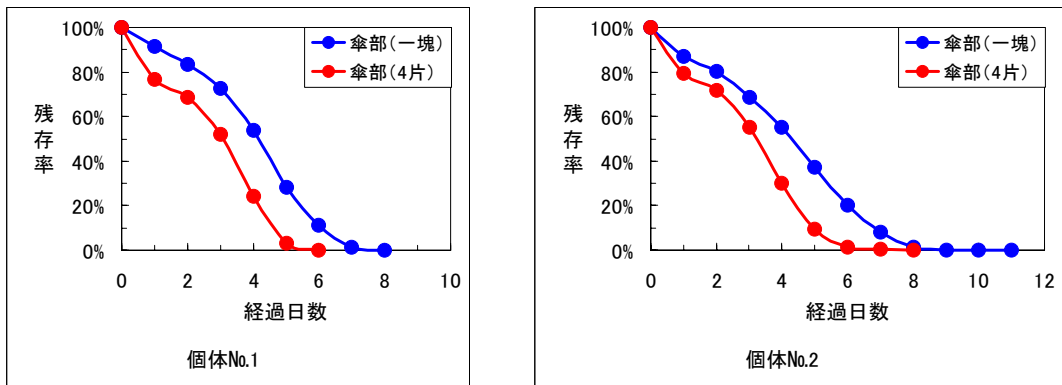 100%
80%
60%
40%
20%
0%
残存率
傘部(一塊)
傘部(4片)
0 2 4 6 8 10
経過日数
個体№1
100%
80%
60%
40%
20%
0%
残存率
傘部(一塊)
傘部(4片)
0 2 4 6 8 10 12
経過日数
個体№2